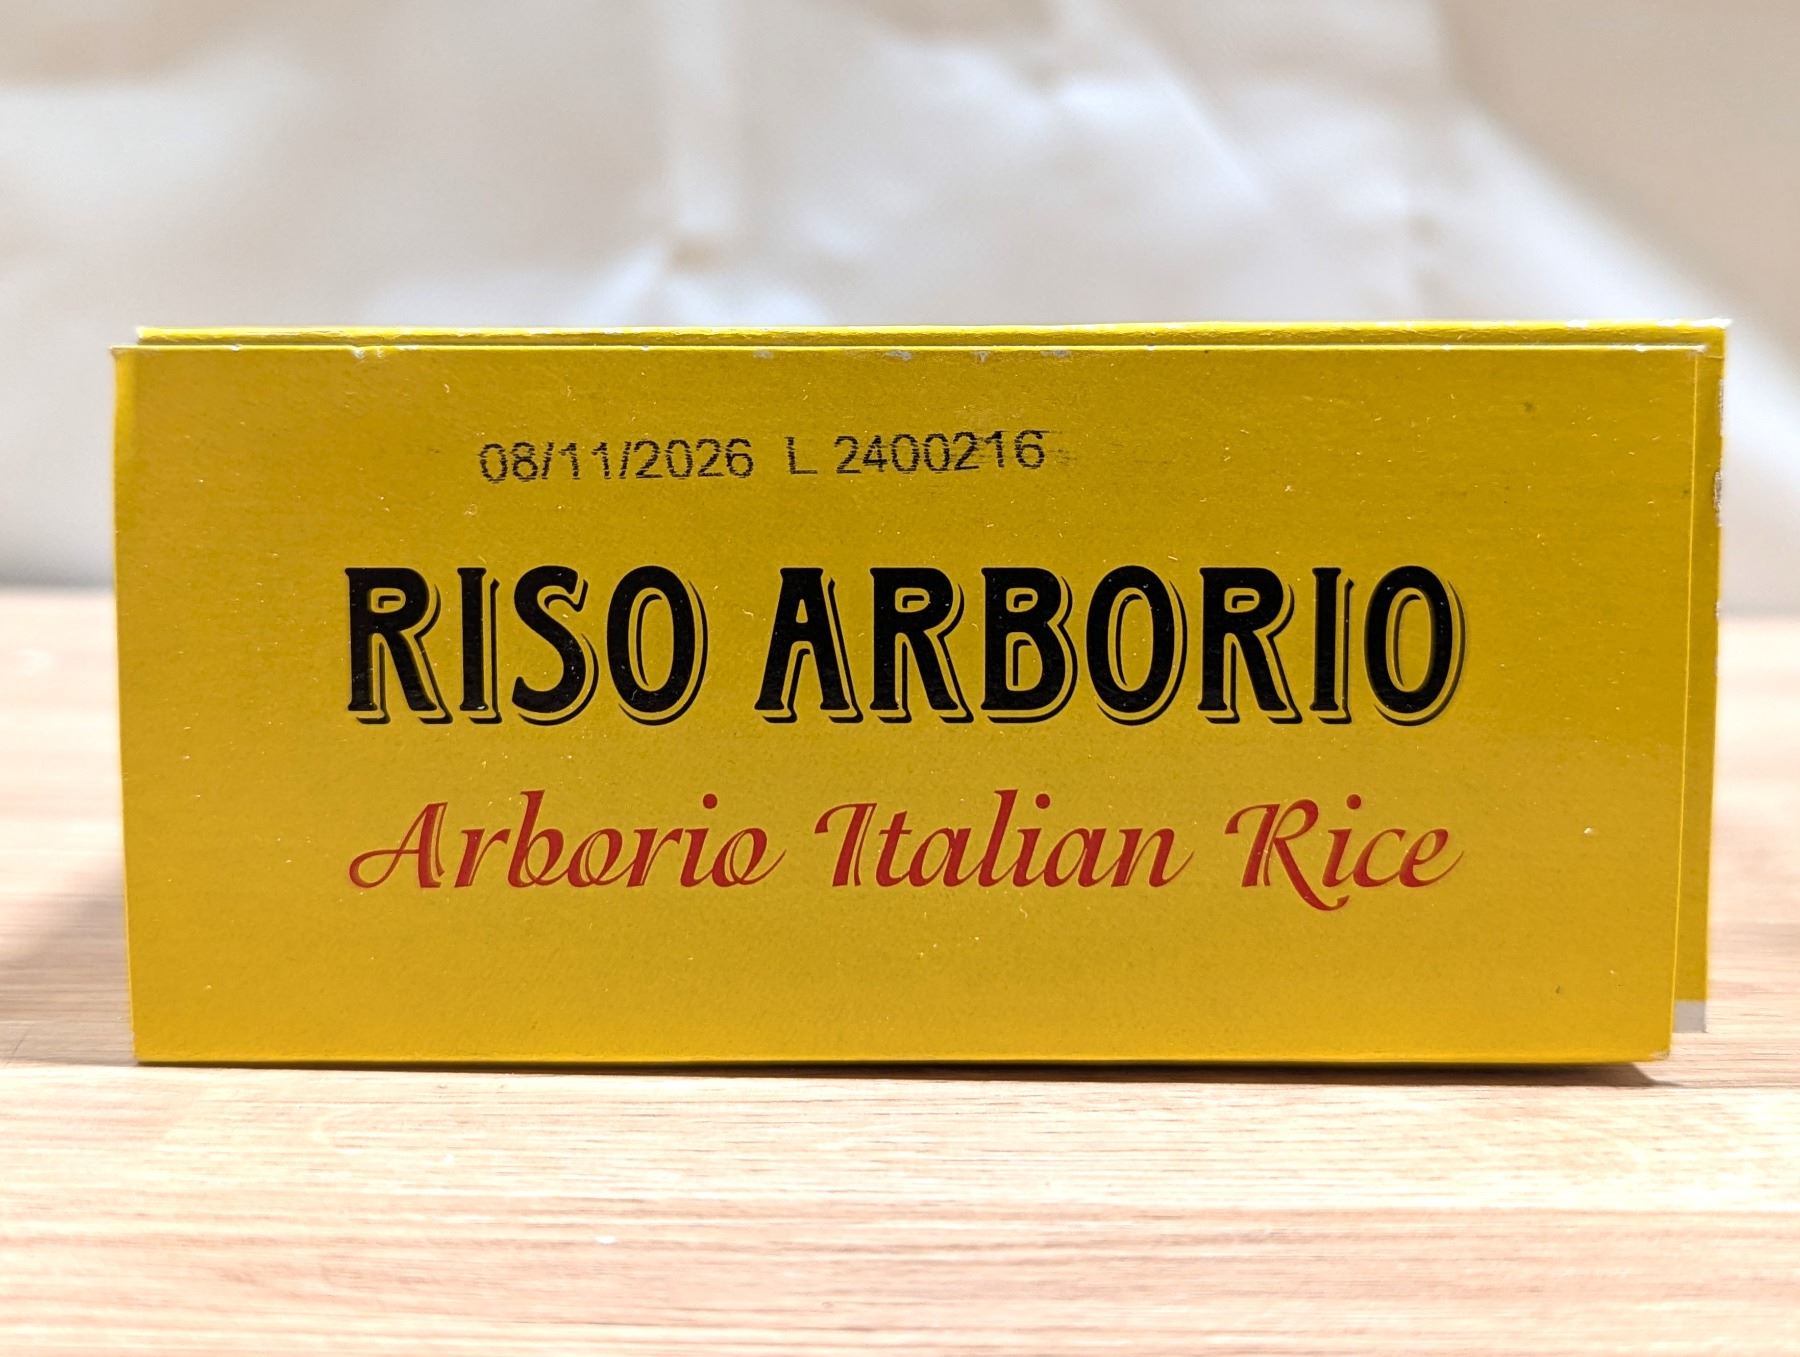 08/11/2026 L 2400216
RISO ARBORIO
Arborio Italian Rice